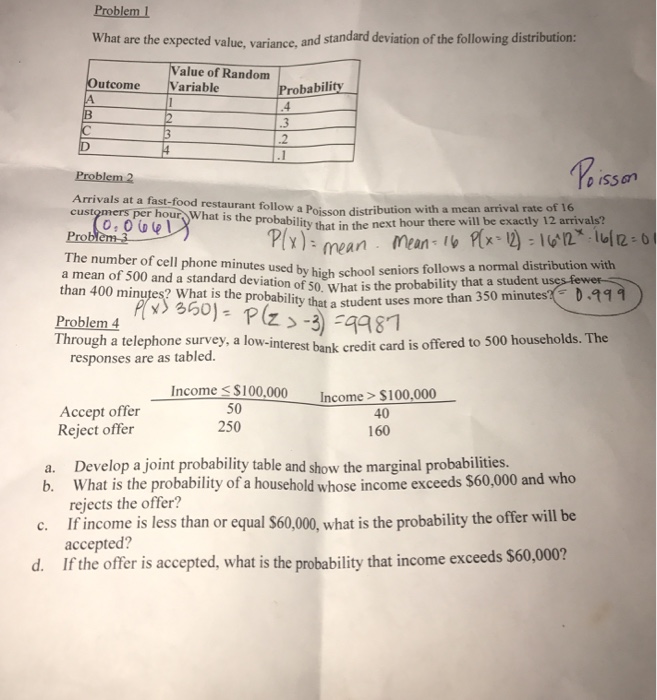 Problem 1
What are the expected value, variance, and standard deviation of the following distribution:
Outcome Value of Random Variable Probability
A 1 .4
B 2 .3
C 3 .2
D 4 .1
Problem 2
Poisson
Arrivals at a fast-food restaurant follow a Poisson distribution with a mean arrival rate of 16
customers per hour. What is the probability that in the next hour there will be exactly 12 arrivals?
(0.0661)
P(x) = mean . Mean = 16 P(x=12) = 16^12
Problem 3
The number of cell phone minutes used by high school seniors follows a normal distribution with
a mean of 500 and a standard deviation of 50. What is the probability that a student uses fewer
than 400 minutes? What is the probability that a student uses more than 350 minutes? = 0.999
P(x> 350) = P(z > -3) = 9987
Problem 4
Through a telephone survey, a low-interest bank credit card is offered to 500 households. The
responses are as tabled.
Income ≤ $100,000 Income > $100,000
Accept offer 50 40
Reject offer 250 160
a. Develop a joint probability table and show the marginal probabilities.
b. What is the probability of a household whose income exceeds $60,000 and who
rejects the offer?
c. If income is less than or equal $60,000, what is the probability the offer will be
accepted?
d. If the offer is accepted, what is the probability that income exceeds $60,000?